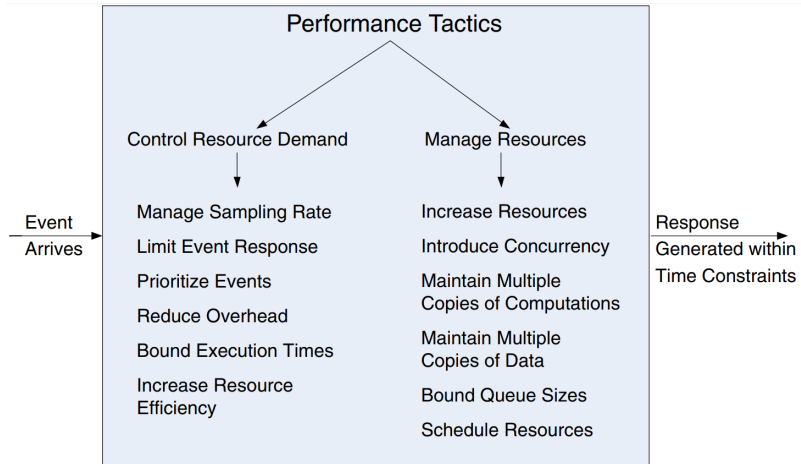 Performance Tactics
Control Resource Demand
Manage Resources
Event
Arrives
Manage Sampling Rate
Limit Event Response
Prioritize Events
Reduce Overhead
Bound Execution Times
Increase Resource
Efficiency
Increase Resources
Introduce Concurrency
Maintain Multiple
Copies of Computations
Maintain Multiple
Copies of Data
Bound Queue Sizes
Schedule Resources
Response
Generated within
Time Constraints